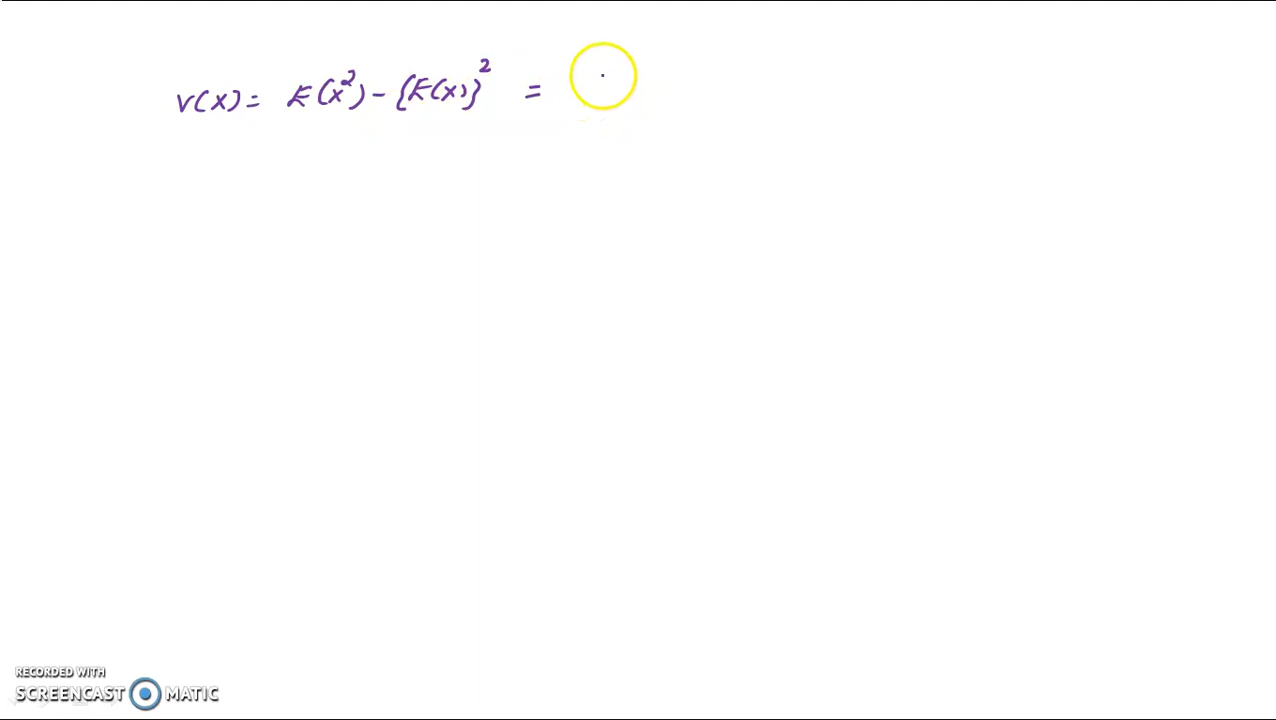 V(X) = E(X²) - {E(X)}² =
RECORDED WITH
SCREENCAST MATIC